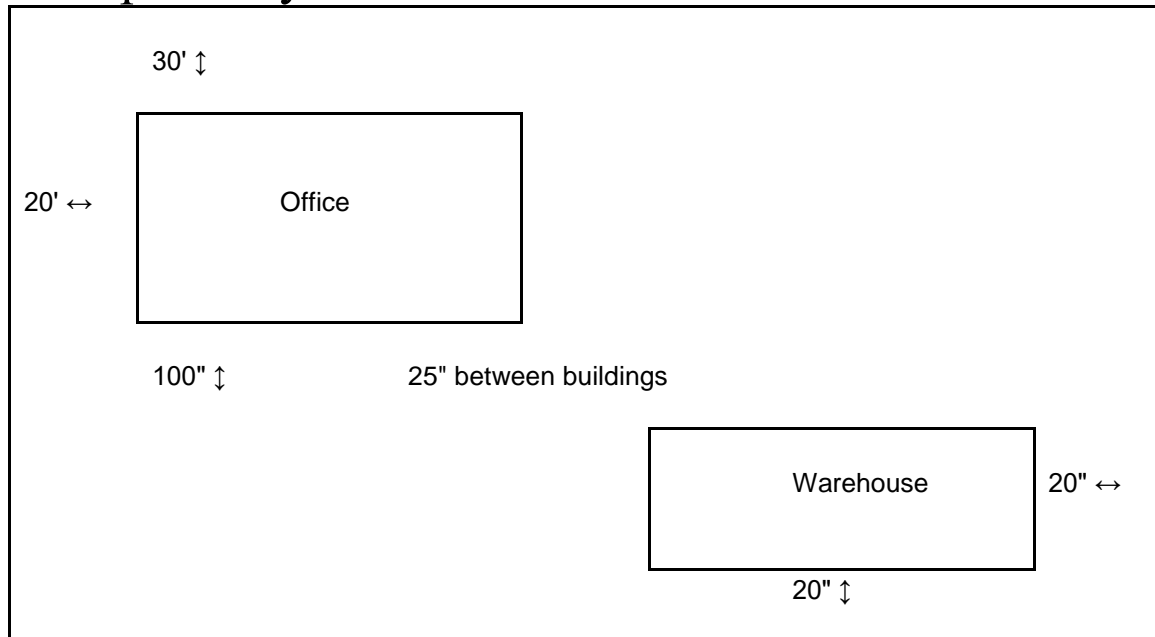 30' ↕
20' ↔ Office
100" ↕ 25" between buildings
Warehouse 20" ↔
20" ↕